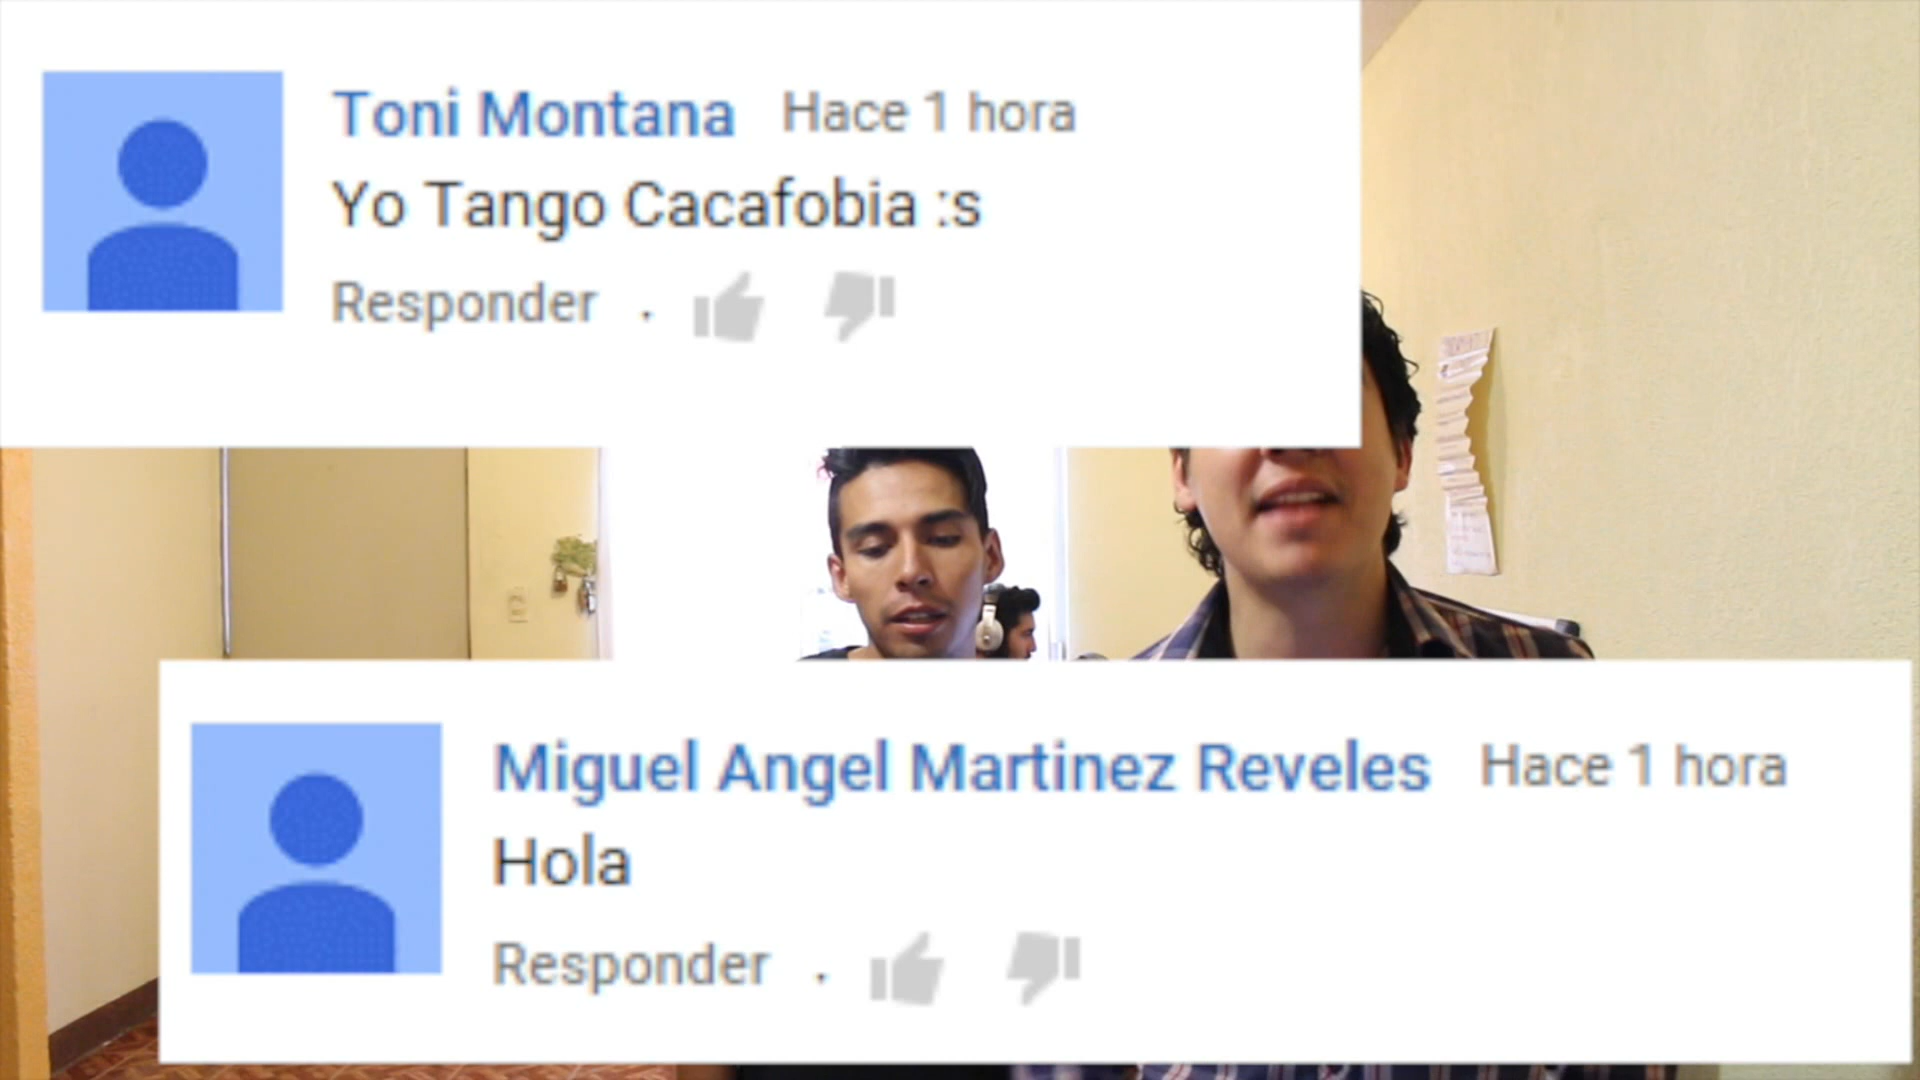 Toni Montana Hace 1 hora
Yo Tango Cacafobia :s
Responder .
Miguel Angel Martinez Reveles Hace 1 hora
Hola
Responder .